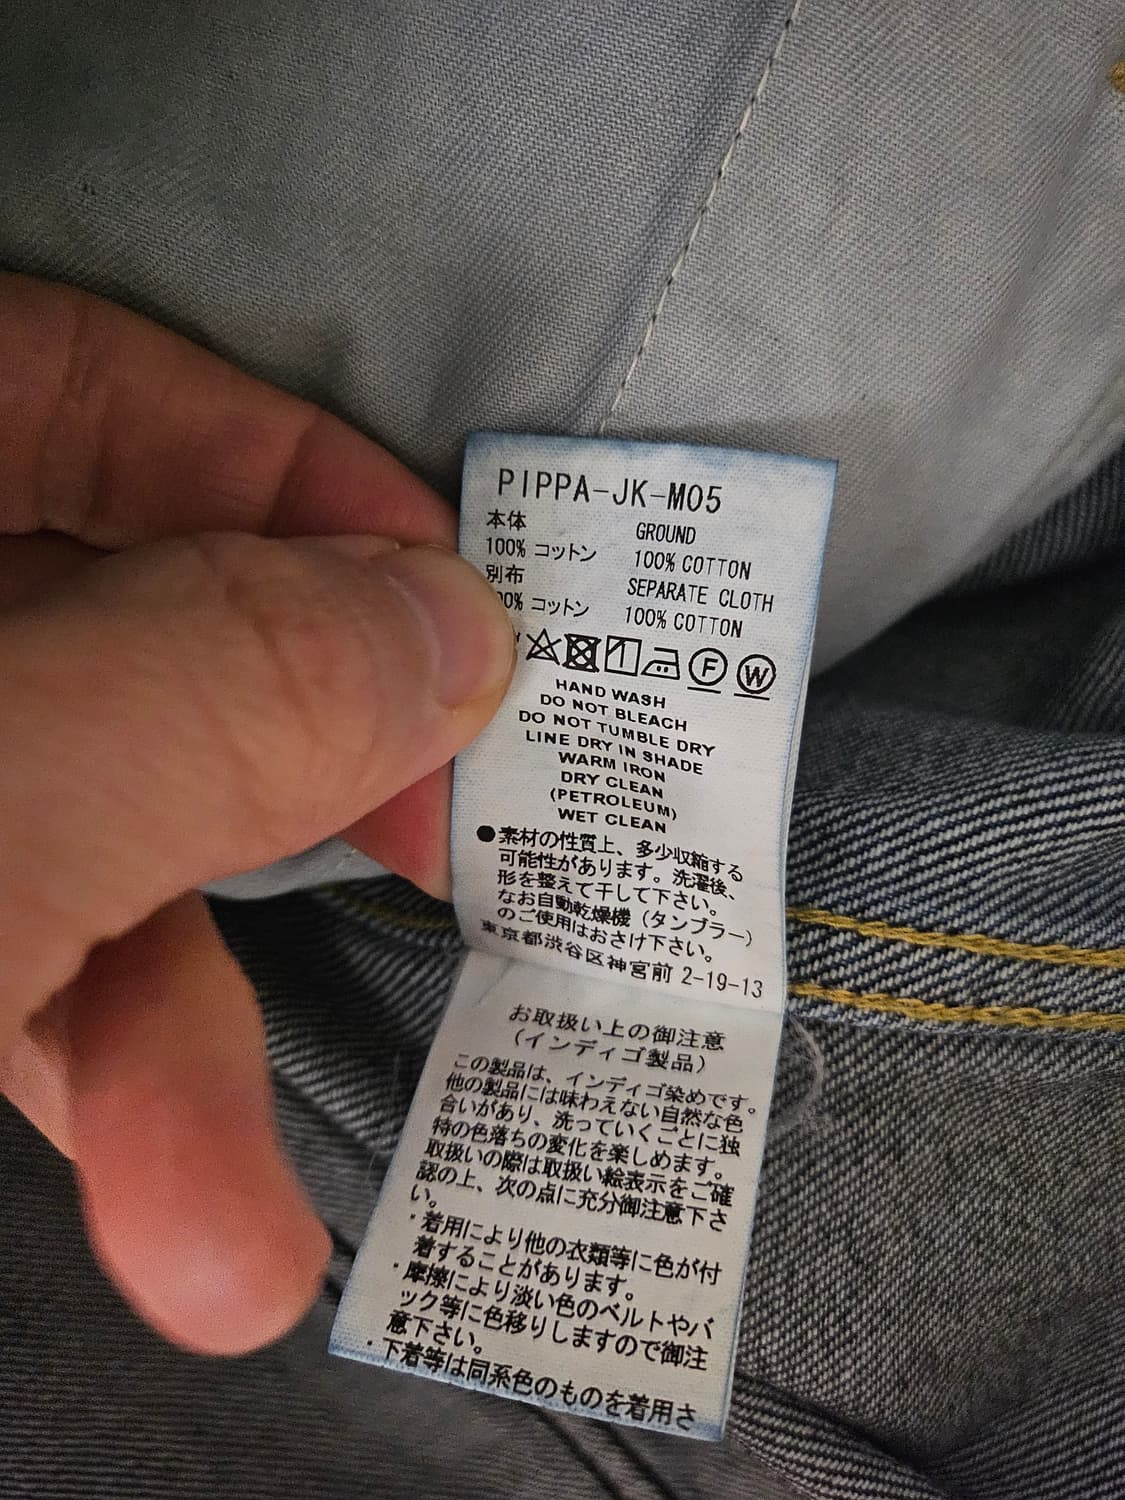 PIPPA-JK-M05
本体 GROUND
100% コットン 100% COTTON
別布 SEPARATE CLOTH
00% コットン 100% COTTON
F W
HAND WASH
DO NOT BLEACH
DO NOT TUMBLE DRY
LINE DRY IN SHADE
WARM IRON
DRY CLEAN
(PETROLEUM)
WET CLEAN
●素材の性質上、多少収縮する
可能性があります。洗濯後、
形を整えて干して下さい。
なお自動乾燥機（タンブラー）
のご使用はおさけ下さい。
東京都渋谷区神宮前 2-19-13
お取扱い上の御注意
（インディゴ製品）
この製品は、インディゴ染めです。
他の製品には味わえない自然な色
合いがあり、洗っていくごとに独
特の色落ちの変化を楽しめます。
取扱いの際は取扱い絵表示をご確
認の上、次の点に充分御注意下さ
い。
・着用により他の衣類等に色が付
着することがあります。
・摩擦により淡い色のベルトやバ
ック等に色移りしますので御注
意下さい。
・下着等は同系色のものを着用さ